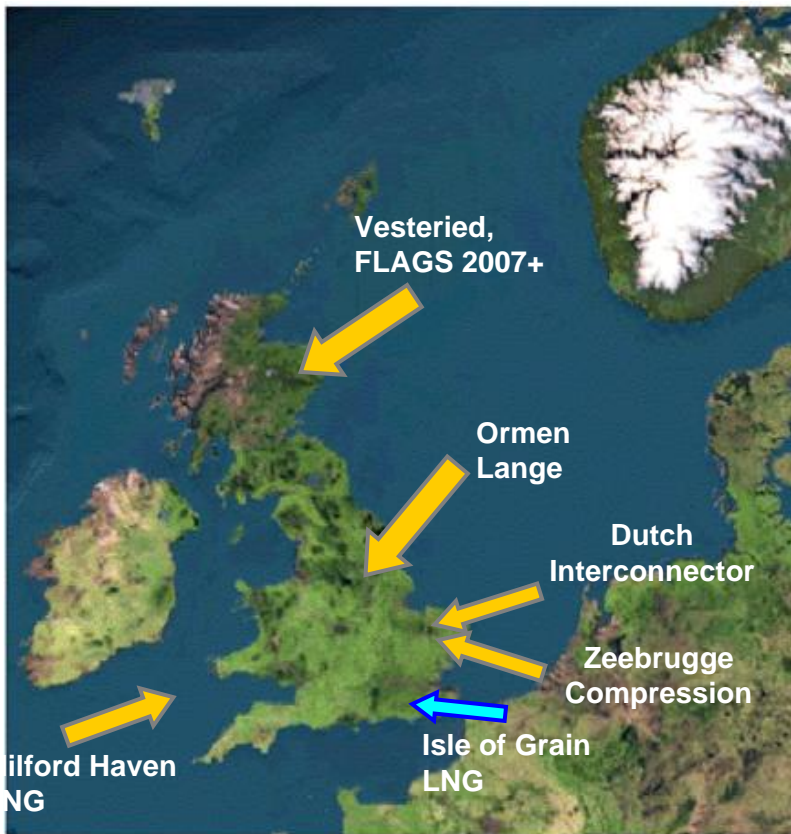 Vesteried,
FLAGS 2007+
Ormen
Lange
Dutch
Interconnector
Zeebrugge
Compression
Isle of Grain
LNG
ilford Haven
NG